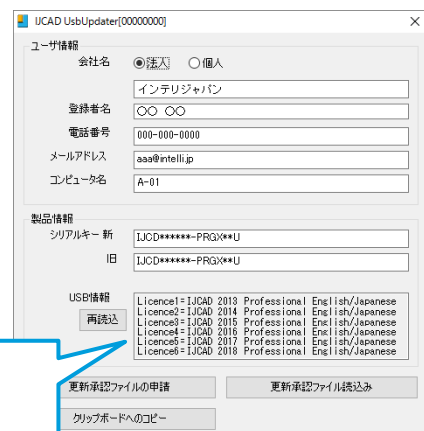 IJCAD UsbUpdater[00000000]
ユーザ情報
会社名 法人 個人
インテリジャパン
登録者名 〇〇 〇〇
電話番号 000-000-0000
メールアドレス aaa@intelli.jp
コンピュータ名 A-01
製品情報
シリアルキー 新 IJCD******-PRGX**U
旧 IJCD******-PRGX**U
USB情報
再読込
Licence1=IJCAD 2013 Professional English/Japanese
Licence2=IJCAD 2014 Professional English/Japanese
Licence3=IJCAD 2015 Professional English/Japanese
Licence4=IJCAD 2016 Professional English/Japanese
Licence5=IJCAD 2017 Professional English/Japanese
Licence6=IJCAD 2018 Professional English/Japanese
更新承認ファイルの申請 更新承認ファイル読込み
クリップボードへのコピー